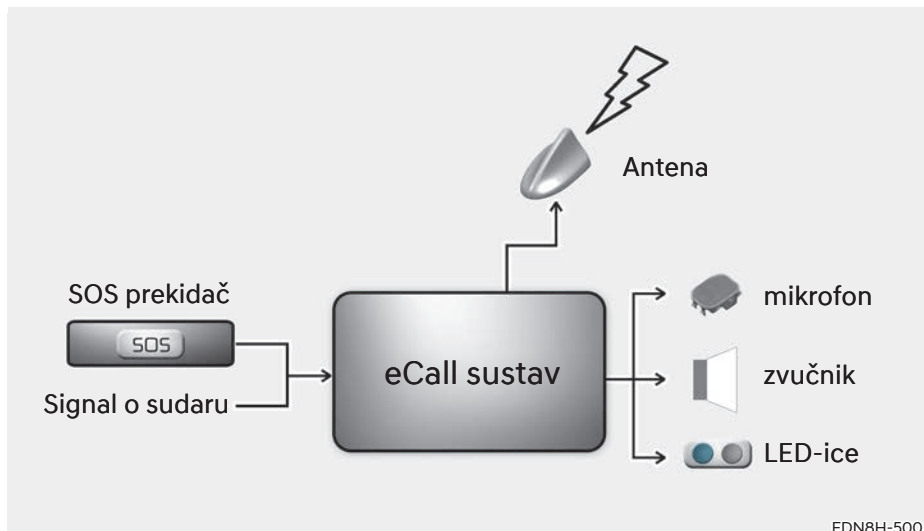 Antena
SOS prekidač
SOS
Signal o sudaru
eCall sustav
mikrofon
zvučnik
LED-ice
EDN8H-500